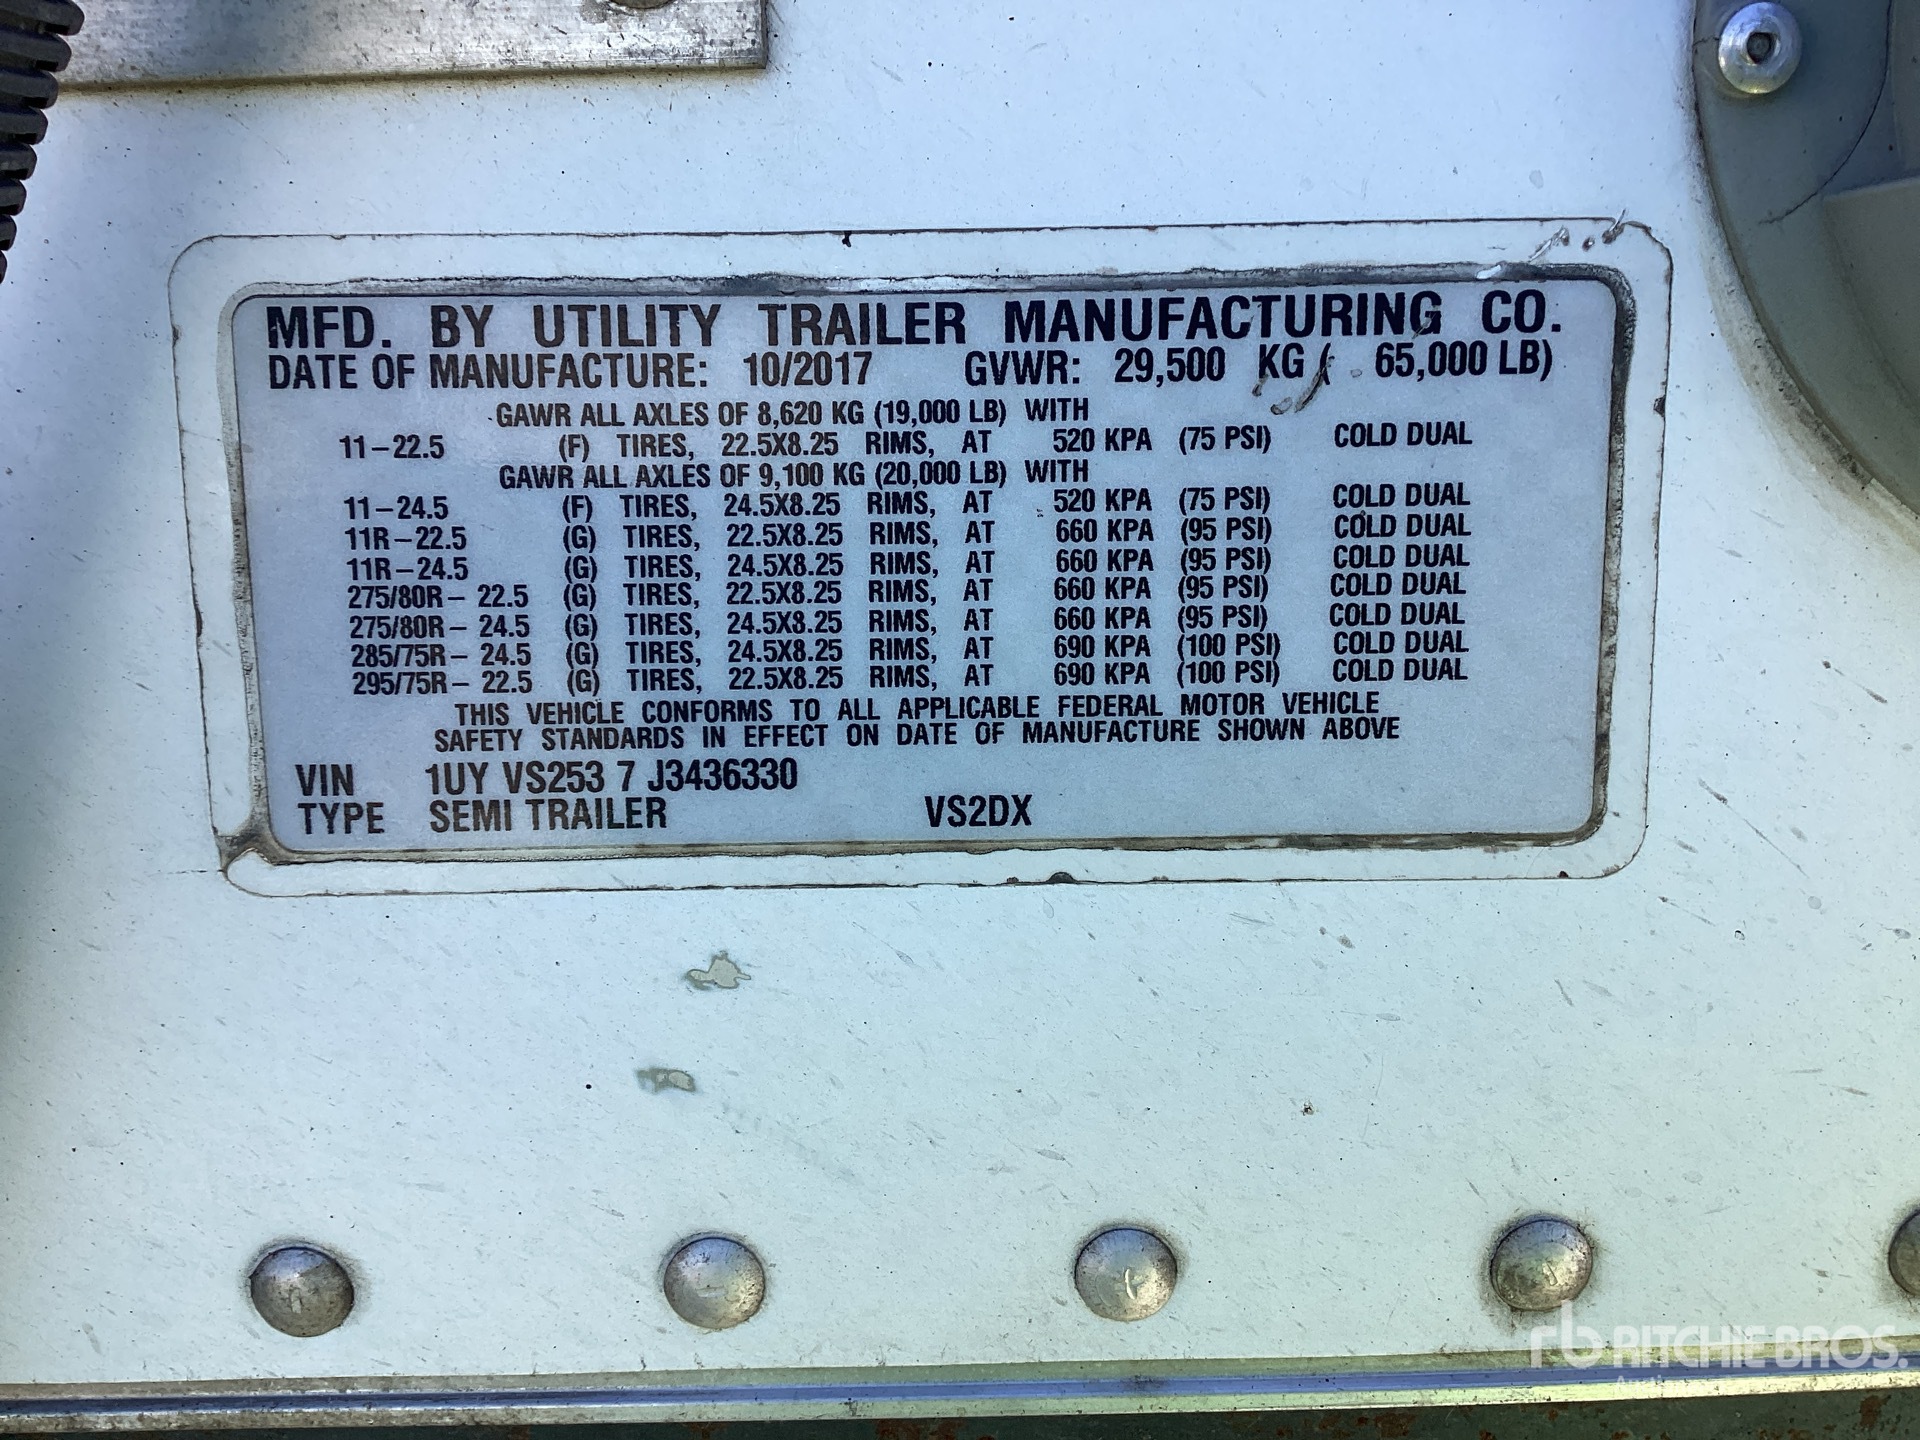 MFD. BY UTILITY TRAILER MANUFACTURING CO.
DATE OF MANUFACTURE: 10/2017 GVWR: 29,500 KG ( 65,000 LB)
GAWR ALL AXLES OF 8,620 KG (19,000 LB) WITH
11-22.5 (F) TIRES, 22.5X8.25 RIMS, AT 520 KPA (75 PSI) COLD DUAL
GAWR ALL AXLES OF 9,100 KG (20,000 LB) WITH
11-24.5 (F) TIRES, 24.5X8.25 RIMS, AT 520 KPA (75 PSI) COLD DUAL
11R-22.5 (G) TIRES, 22.5X8.25 RIMS, AT 660 KPA (95 PSI) COLD DUAL
11R-24.5 (G) TIRES, 24.5X8.25 RIMS, AT 660 KPA (95 PSI) COLD DUAL
275/80R- 22.5 (G) TIRES, 22.5X8.25 RIMS, AT 660 KPA (95 PSI) COLD DUAL
275/80R- 24.5 (G) TIRES, 24.5X8.25 RIMS, AT 660 KPA (95 PSI) COLD DUAL
285/75R- 24.5 (G) TIRES, 24.5X8.25 RIMS, AT 690 KPA (100 PSI) COLD DUAL
295/75R- 22.5 (G) TIRES, 22.5X8.25 RIMS, AT 690 KPA (100 PSI) COLD DUAL
THIS VEHICLE CONFORMS TO ALL APPLICABLE FEDERAL MOTOR VEHICLE
SAFETY STANDARDS IN EFFECT ON DATE OF MANUFACTURE SHOWN ABOVE
VIN 1UY VS253 7 J3436330
TYPE SEMI TRAILER VS2DX
rb RITCHIE BROS.